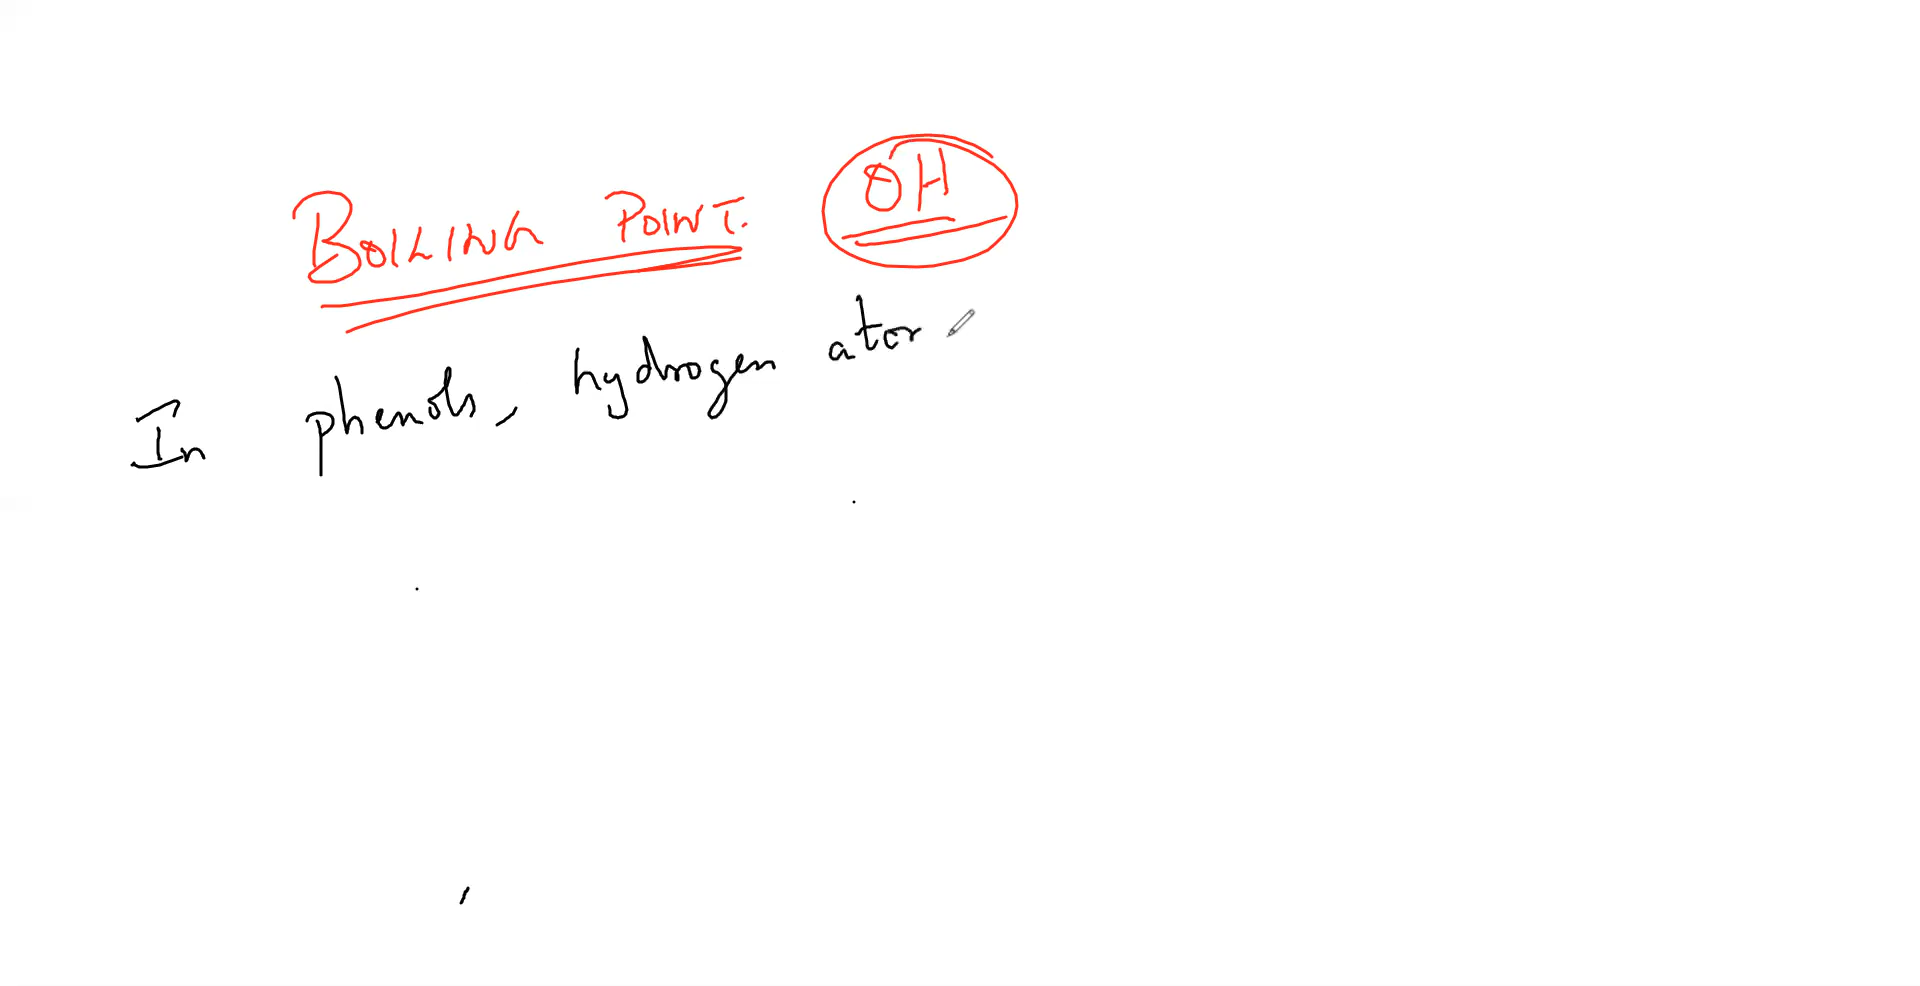 BOILING POINT. OH
In phenols, hydrogen ator